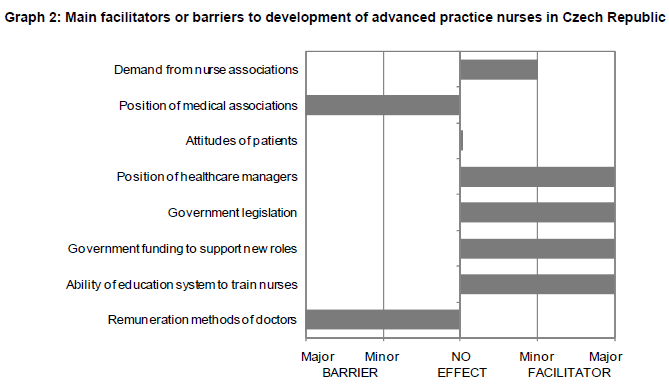 Graph 2: Main facilitators or barriers to development of advanced practice nurses in Czech Republic
Demand from nurse associations
Position of medical associations
Attitudes of patients
Position of healthcare managers
Government legislation
Government funding to support new roles
Ability of education system to train nurses
Remuneration methods of doctors
Major Minor NO Minor Major
BARRIER EFFECT FACILITATOR